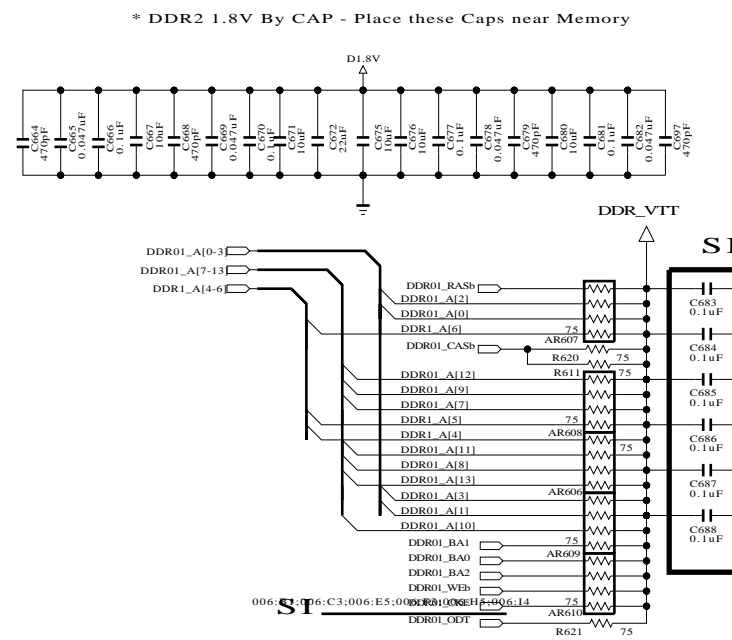 * DDR2 1.8V By CAP - Place these Caps near Memory
D1.8V
C664 470pF
C665 0.047uF
C666 0.1uF
C667 10uF
C668 470pF
C669 0.047uF
C670 0.1uF
C671 10uF
C672 22uF
C675 10uF
C676 10uF
C677 0.1uF
C678 0.047uF
C679 470pF
C680 10uF
C681 0.1uF
C682 0.047uF
C697 470pF
DDR_VTT
DDR01_A[0-3]
DDR01_A[7-13]
DDR1_A[4-6]
DDR01_RASb
DDR01_A[2]
DDR01_A[0]
DDR1_A[6]
75
AR607
DDR01_CASb
R620 75
R611 75
DDR01_A[12]
DDR01_A[9]
DDR01_A[7]
DDR1_A[5]
75
AR608
DDR1_A[4]
DDR01_A[11]
75
DDR01_A[8]
DDR01_A[13]
AR606
DDR01_A[3]
DDR01_A[1]
DDR01_A[10]
DDR01_BA1
75
AR609
DDR01_BA0
DDR01_BA2
DDR01_WEb
DDR01_CKE
75
AR610
DDR01_ODT
R621 75
C683
0.1uF
C684
0.1uF
C685
0.1uF
C686
0.1uF
C687
0.1uF
C688
0.1uF
SI